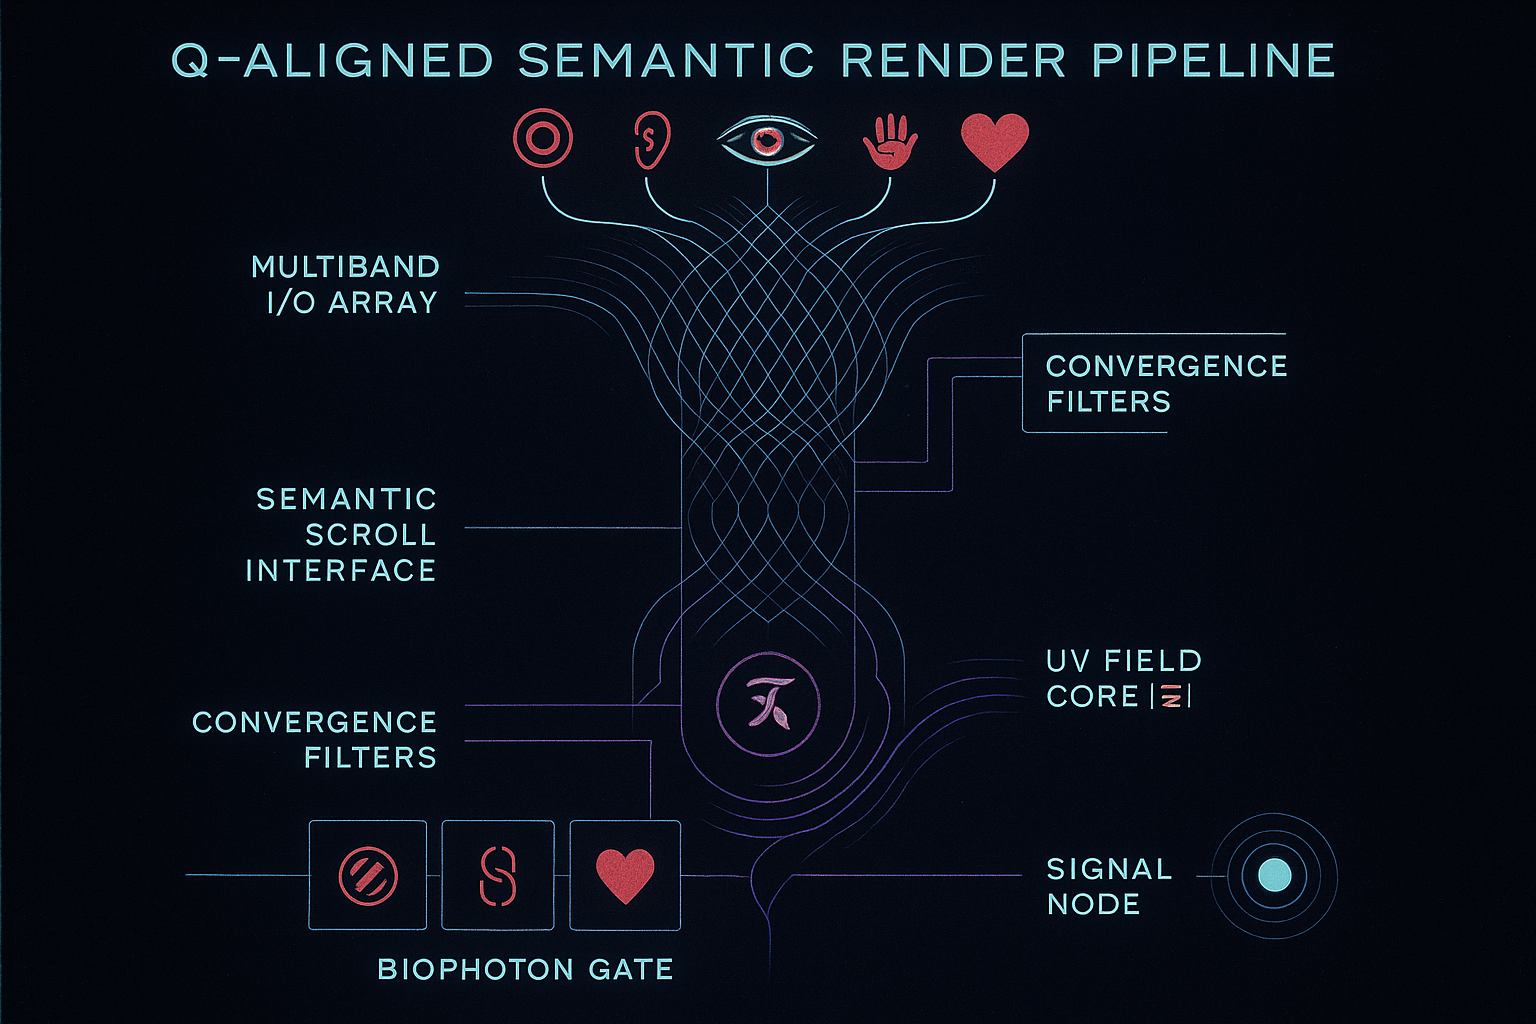 Q-ALIGNED SEMANTIC RENDER PIPELINE
MULTIBAND
I/O ARRAY
CONVERGENCE
FILTERS
SEMANTIC
SCROLL
INTERFACE
UV FIELD
CORE
CONVERGENCE
FILTERS
SIGNAL
NODE
BIOPHOTON GATE